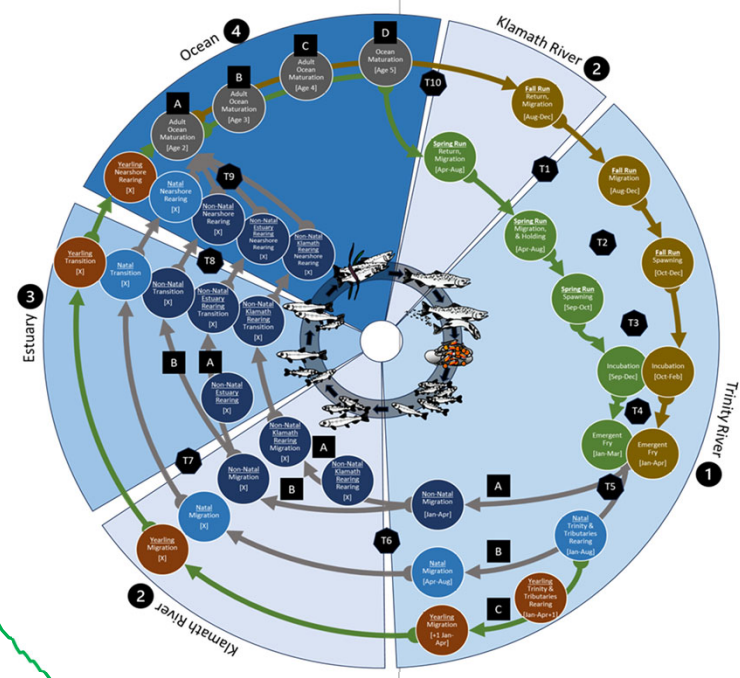 Ocean
4
Klamath River
2
A
Adult
Ocean
Maturation
[Age 2]
B
Adult
Ocean
Maturation
[Age 3]
C
Adult
Ocean
Maturation
[Age 4]
D
Ocean
Maturation
[Age 5]
T10
Fall Run
Return,
Migration
[Aug-Dec]
Spring Run
Return,
Migration
[Apr-Aug]
T1
Fall Run
Migration
[Aug-Dec]
Spring Run
Migration,
& Holding
[Apr-Aug]
T2
Fall Run
Spawning
[Oct-Dec]
Spring Run
Spawning
[Sep-Oct]
T3
Incubation
[Sep-Dec]
Incubation
[Oct-Feb]
T4
Emergent
Fry
[Jan-Mar]
Emergent
Fry
[Jan-Apr]
Trinity River
1
T5
A
Non-Natal
Migration
[Jan-Apr]
Natal
Trinity &
Tributaries
Rearing
[Jan-Aug]
B
Natal
Migration
[Apr-Aug]
Yearling
Trinity &
Tributaries
Rearing
[Jan-Apr+1]
C
Yearling
Migration
[+1 Jan-
Apr]
T6
Non-Natal
Klamath
Rearing
Rearing
[X]
A
Non-Natal
Klamath
Rearing
Migration
[X]
B
Non-Natal
Migration
[X]
Natal
Migration
[X]
Yearling
Migration
[X]
2
Klamath River
T7
Non-Natal
Estuary
Rearing
[X]
B
A
3
Estuary
Yearling
Transition
[X]
Natal
Transition
[X]
Non-Natal
Transition
[X]
Non-Natal
Estuary
Rearing
Transition
[X]
Non-Natal
Klamath
Rearing
Transition
[X]
T8
Yearling
Nearshore
Rearing
[X]
Natal
Nearshore
Rearing
[X]
Non-Natal
Nearshore
Rearing
[X]
Non-Natal
Estuary
Rearing
Nearshore
Rearing
[X]
Non-Natal
Klamath
Rearing
Nearshore
Rearing
[X]
T9